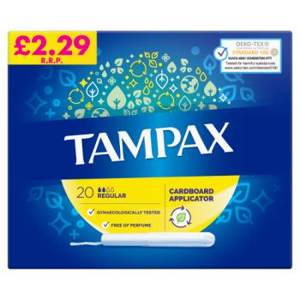 £2.29
R.R.P.
OEKO-TEX®
STANDARD 100
TAMPAX
20 REGULAR
CARDBOARD
APPLICATOR
GYNAECOLOGICALLY TESTED
FREE OF PERFUME